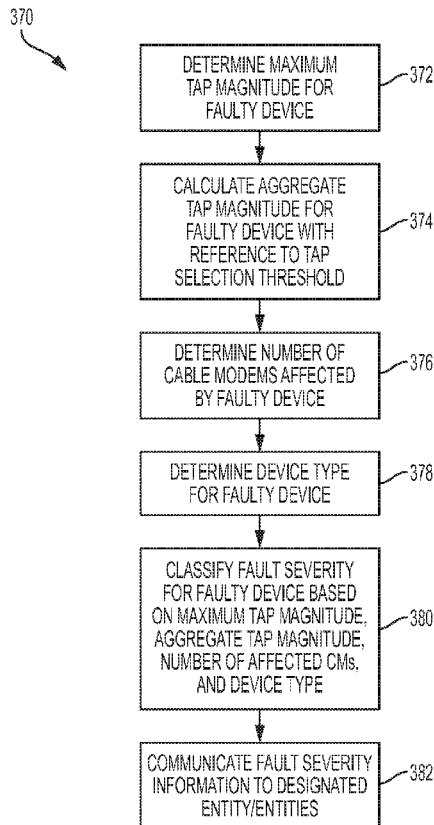 370
DETERMINE MAXIMUM
TAP MAGNITUDE FOR
FAULTY DEVICE
372
CALCULATE AGGREGATE
TAP MAGNITUDE FOR
FAULTY DEVICE WITH
REFERENCE TO TAP
SELECTION THRESHOLD
374
DETERMINE NUMBER OF
CABLE MODEMS AFFECTED
BY FAULTY DEVICE
376
DETERMINE DEVICE TYPE
FOR FAULTY DEVICE
378
CLASSIFY FAULT SEVERITY
FOR FAULTY DEVICE BASED
ON MAXIMUM TAP MAGNITUDE,
AGGREGATE TAP MAGNITUDE,
NUMBER OF AFFECTED CMs,
AND DEVICE TYPE
380
COMMUNICATE FAULT SEVERITY
INFORMATION TO DESIGNATED
ENTITY/ENTITIES
382